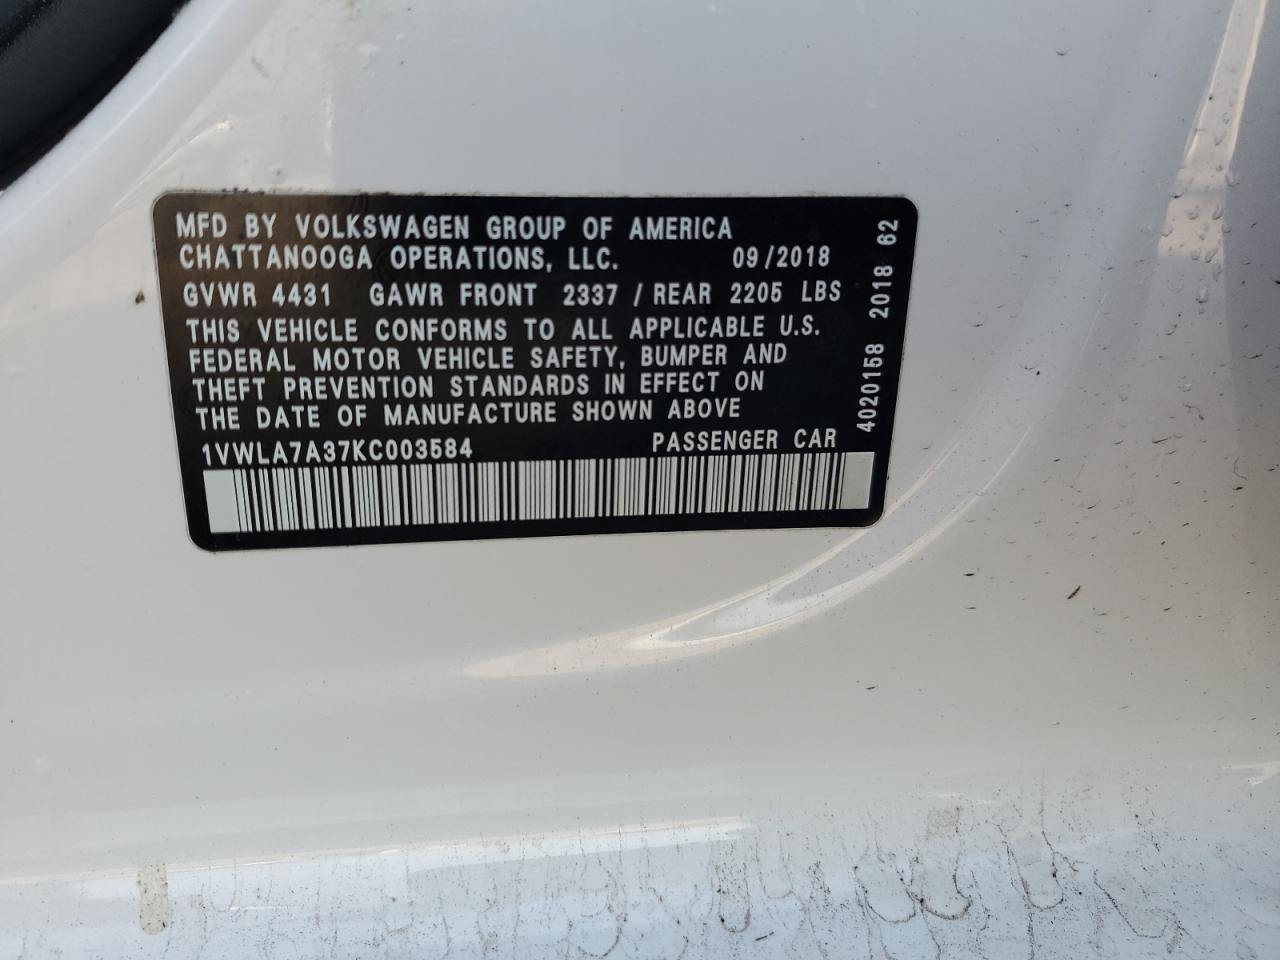 MFD BY VOLKSWAGEN GROUP OF AMERICA
CHATTANOOGA OPERATIONS, LLC. 09/2018
GVWR 4431 GAWR FRONT 2337 / REAR 2205 LBS
THIS VEHICLE CONFORMS TO ALL APPLICABLE U.S.
FEDERAL MOTOR VEHICLE SAFETY, BUMPER AND
THEFT PREVENTION STANDARDS IN EFFECT ON
THE DATE OF MANUFACTURE SHOWN ABOVE
1VWLA7A37KC003584 PASSENGER CAR
4020158 2018 62